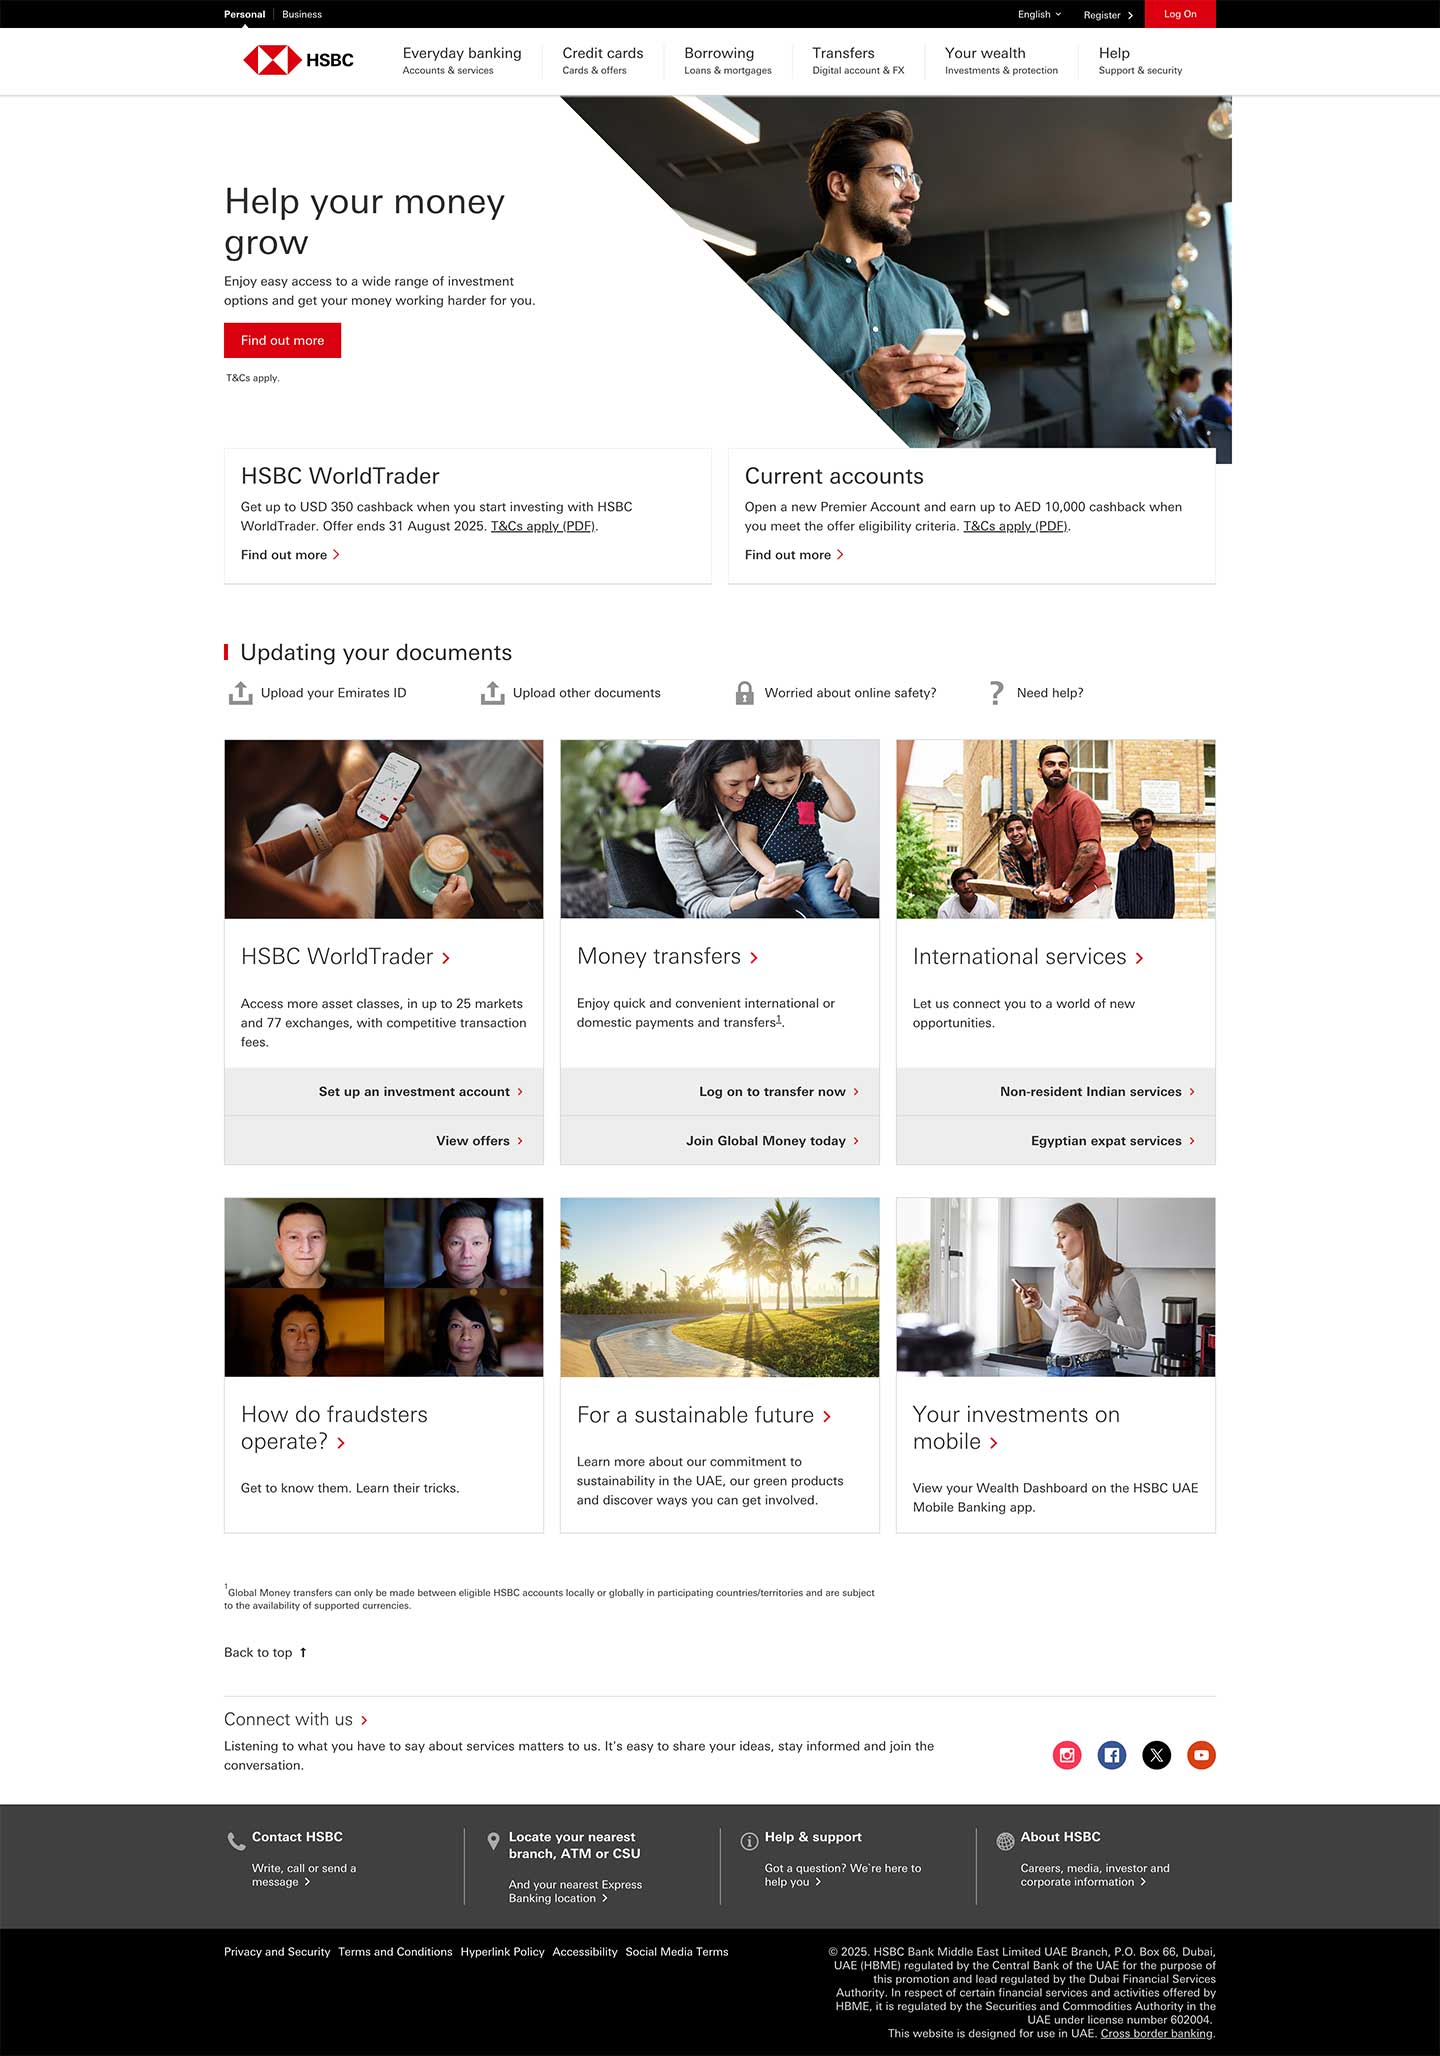 Personal
Business
English
Register
Log On
HSBC
Everyday banking
Accounts & services
Credit cards
Cards & offers
Borrowing
Loans & mortgages
Transfers
Digital account & FX
Your wealth
Investments & protection
Help
Support & security
Help your money
grow
Enjoy easy access to a wide range of investment
options and get your money working harder for you.
Find out more
T&Cs apply.
HSBC WorldTrader
Get up to USD 350 cashback when you start investing with HSBC
WorldTrader. Offer ends 31 August 2025. T&Cs apply (PDF).
Find out more
Current accounts
Open a new Premier Account and earn up to AED 10,000 cashback when
you meet the offer eligibility criteria. T&Cs apply (PDF).
Find out more
Updating your documents
Upload your Emirates ID
Upload other documents
Worried about online safety?
Need help?
HSBC WorldTrader
Access more asset classes, in up to 25 markets
and 77 exchanges, with competitive transaction
fees.
Set up an investment account
View offers
Money transfers
Enjoy quick and convenient international or
domestic payments and transfers1.
Log on to transfer now
Join Global Money today
International services
Let us connect you to a world of new
opportunities.
Non-resident Indian services
Egyptian expat services
How do fraudsters
operate?
Get to know them. Learn their tricks.
For a sustainable future
Learn more about our commitment to
sustainability in the UAE, our green products
and discover ways you can get involved.
Your investments on
mobile
View your Wealth Dashboard on the HSBC UAE
Mobile Banking app.
1Global Money transfers can only be made between eligible HSBC accounts locally or globally in participating countries/territories and are subject
to the availability of supported currencies.
Back to top
Connect with us
Listening to what you have to say about services matters to us. It's easy to share your ideas, stay informed and join the
conversation.
Contact HSBC
Write, call or send a
message
Locate your nearest
branch, ATM or CSU
And your nearest Express
Banking location
Help & support
Got a question? We`re here to
help you
About HSBC
Careers, media, investor and
corporate information
Privacy and Security
Terms and Conditions
Hyperlink Policy
Accessibility
Social Media Terms
© 2025. HSBC Bank Middle East Limited UAE Branch, P.O. Box 66, Dubai,
UAE (HBME) regulated by the Central Bank of the UAE for the purpose of
this promotion and lead regulated by the Dubai Financial Services
Authority. In respect of certain financial services and activities offered by
HBME, it is regulated by the Securities and Commodities Authority in the
UAE under license number 602004.
This website is designed for use in UAE. Cross border banking.